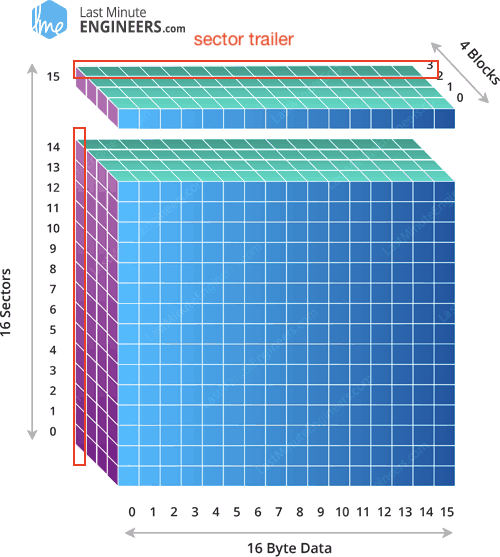 Last Minute
ENGINEERS.com
sector trailer
4 Blocks
3
2
1
0
15
14
13
12
11
10
9
8
7
6
5
4
3
2
1
0
16 Sectors
0 1 2 3 4 5 6 7 8 9 10 11 12 13 14 15
16 Byte Data